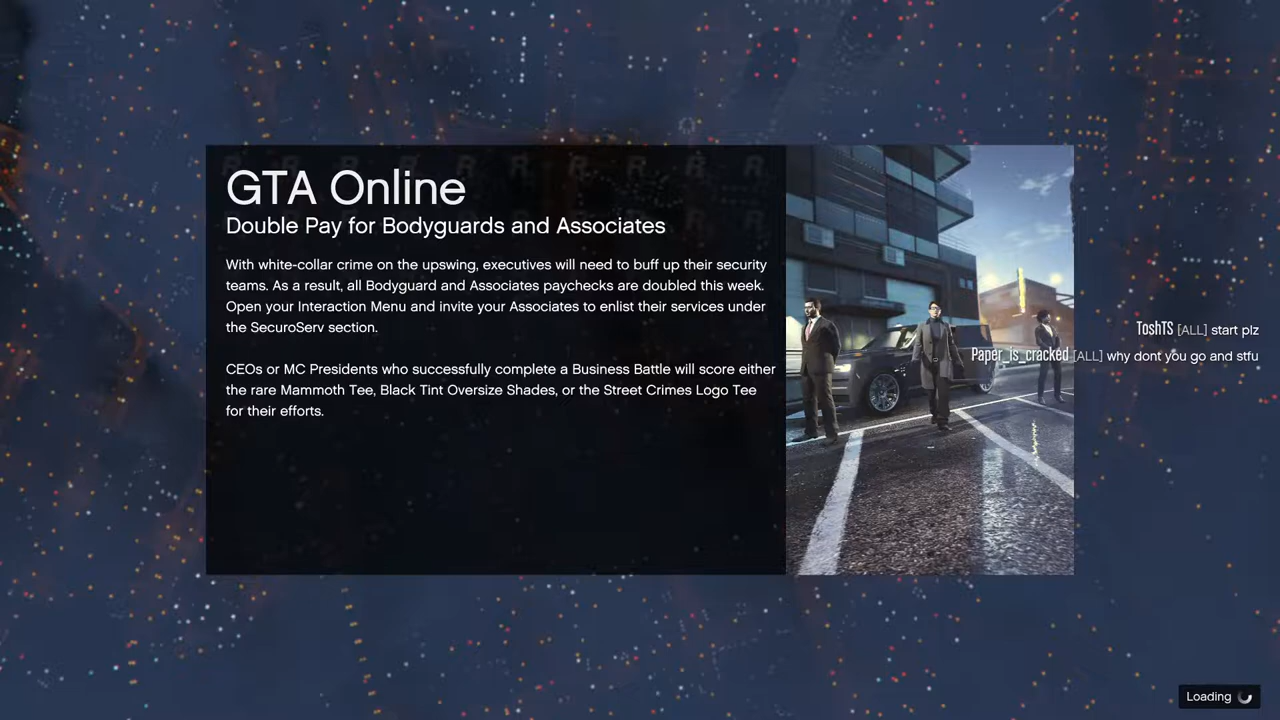 GTA Online
Double Pay for Bodyguards and Associates
With white-collar crime on the upswing, executives will need to buff up their security
teams. As a result, all Bodyguard and Associates paychecks are doubled this week.
Open your Interaction Menu and invite your Associates to enlist their services under
the SecuroServ section.
CEOs or MC Presidents who successfully complete a Business Battle will score either
the rare Mammoth Tee, Black Tint Oversize Shades, or the Street Crimes Logo Tee
for their efforts.
ToshTS [ALL] start plz
Paper_is_cracked [ALL] why dont you go and stfu
Loading